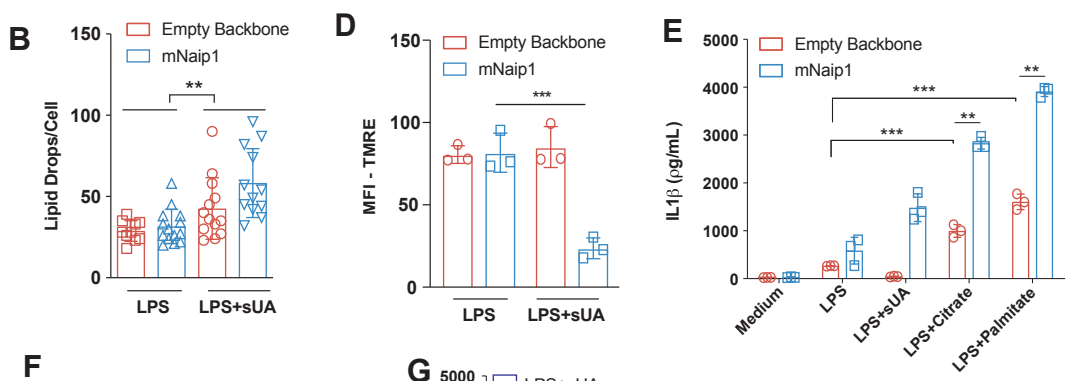 B
Empty Backbone
mNaip1
Lipid Drops/Cell
150
100
50
0
**
LPS
LPS+sUA
D
Empty Backbone
mNaip1
MFI - TMRE
150
100
50
0
***
LPS
LPS+sUA
E
Empty Backbone
mNaip1
IL1β (ρg/mL)
5000
4000
3000
2000
1000
0
***
***
**
**
Medium
LPS
LPS+sUA
LPS+Citrate
LPS+Palmitate
F
G
5000